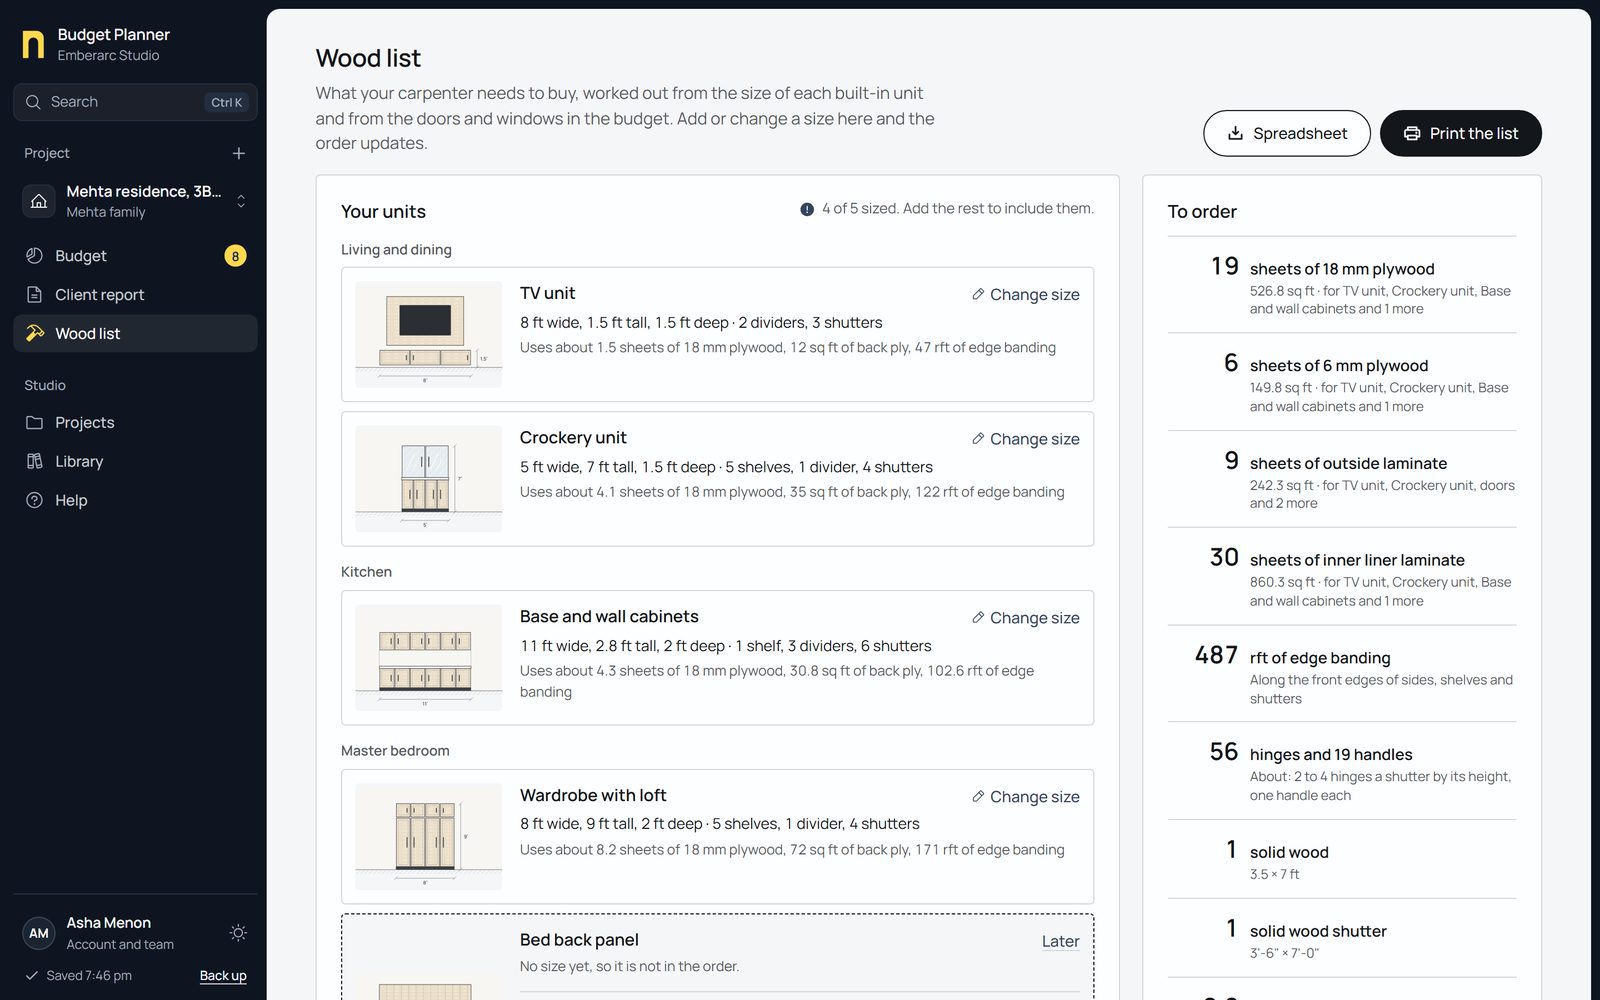 Budget Planner
Emberarc Studio
Search
Ctrl K
Project
Mehta residence, 3B...
Mehta family
Budget
8
Client report
Wood list
Studio
Projects
Library
Help
AM
Asha Menon
Account and team
Saved 7:46 pm
Back up
Wood list
What your carpenter needs to buy, worked out from the size of each built-in unit
and from the doors and windows in the budget. Add or change a size here and the
order updates.
Spreadsheet
Print the list
Your units
4 of 5 sized. Add the rest to include them.
Living and dining
TV unit
Change size
8 ft wide, 1.5 ft tall, 1.5 ft deep · 2 dividers, 3 shutters
Uses about 1.5 sheets of 18 mm plywood, 12 sq ft of back ply, 47 rft of edge banding
1.5'
8'
Crockery unit
Change size
5 ft wide, 7 ft tall, 1.5 ft deep · 5 shelves, 1 divider, 4 shutters
Uses about 4.1 sheets of 18 mm plywood, 35 sq ft of back ply, 122 rft of edge banding
7'
5'
Kitchen
Base and wall cabinets
Change size
11 ft wide, 2.8 ft tall, 2 ft deep · 1 shelf, 3 dividers, 6 shutters
Uses about 4.3 sheets of 18 mm plywood, 30.8 sq ft of back ply, 102.6 rft of edge
banding
11'
Master bedroom
Wardrobe with loft
Change size
8 ft wide, 9 ft tall, 2 ft deep · 5 shelves, 1 divider, 4 shutters
Uses about 8.2 sheets of 18 mm plywood, 72 sq ft of back ply, 171 rft of edge banding
9'
8'
Bed back panel
Later
No size yet, so it is not in the order.
To order
19 sheets of 18 mm plywood
526.8 sq ft · for TV unit, Crockery unit, Base
and wall cabinets and 1 more
6 sheets of 6 mm plywood
149.8 sq ft · for TV unit, Crockery unit, Base
and wall cabinets and 1 more
9 sheets of outside laminate
242.3 sq ft · for TV unit, Crockery unit, doors
and 2 more
30 sheets of inner liner laminate
860.3 sq ft · for TV unit, Crockery unit, Base
and wall cabinets and 1 more
487 rft of edge banding
Along the front edges of sides, shelves and
shutters
56 hinges and 19 handles
About: 2 to 4 hinges a shutter by its height,
one handle each
1 solid wood
3.5 × 7 ft
1 solid wood shutter
3'-6" × 7'-0"